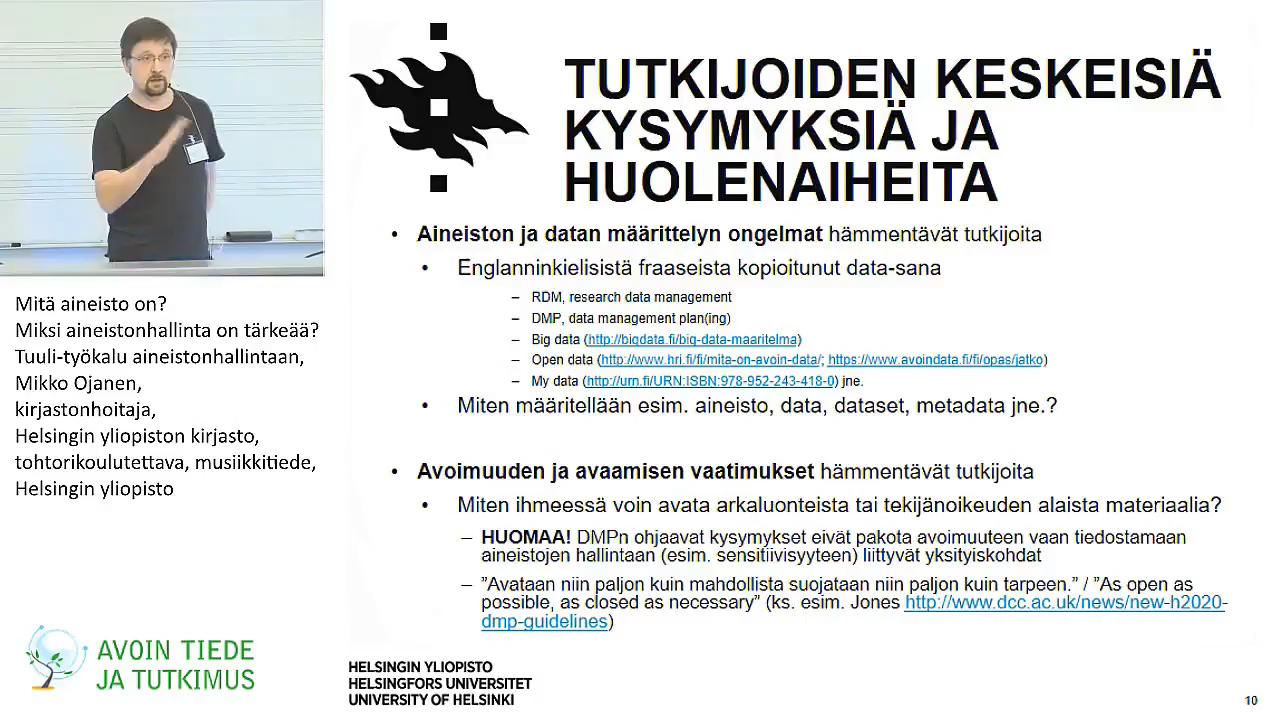 TUTKIJOIDEN KESKEISIÄ
KYSYMYKSIÄ JA
HUOLENAIHEITA
• Aineiston ja datan määrittelyn ongelmat hämmentävät tutkijoita
• Englanninkielisistä fraaseista kopioitunut data-sana
– RDM, research data management
– DMP, data management plan(ing)
– Big data (http://bigdata.fi/big-data-maaritelma)
– Open data (http://www.hri.fi/fi/mita-on-avoin-data/; https://www.avoindata.fi/fi/opas/jatko)
– My data (http://urn.fi/URN:ISBN:978-952-243-418-0) jne.
• Miten määritellään esim. aineisto, data, dataset, metadata jne.?
• Avoimuuden ja avaamisen vaatimukset hämmentävät tutkijoita
• Miten ihmeessä voin avata arkaluonteista tai tekijänoikeuden alaista materiaalia?
– HUOMAA! DMPn ohjaavat kysymykset eivät pakota avoimuuteen vaan tiedostamaan
aineistojen hallintaan (esim. sensitiivisyyteen) liittyvät yksityiskohdat
– ”Avataan niin paljon kuin mahdollista suojataan niin paljon kuin tarpeen.” / ”As open as
possible, as closed as necessary” (ks. esim. Jones http://www.dcc.ac.uk/news/new-h2020-
dmp-guidelines)
Mitä aineisto on?
Miksi aineistonhallinta on tärkeää?
Tuuli-työkalu aineistonhallintaan,
Mikko Ojanen,
kirjastonhoitaja,
Helsingin yliopiston kirjasto,
tohtorikoulutettava, musiikkitiede,
Helsingin yliopisto
AVOIN TIEDE
JA TUTKIMUS
HELSINGIN YLIOPISTO
HELSINGFORS UNIVERSITET
UNIVERSITY OF HELSINKI
10